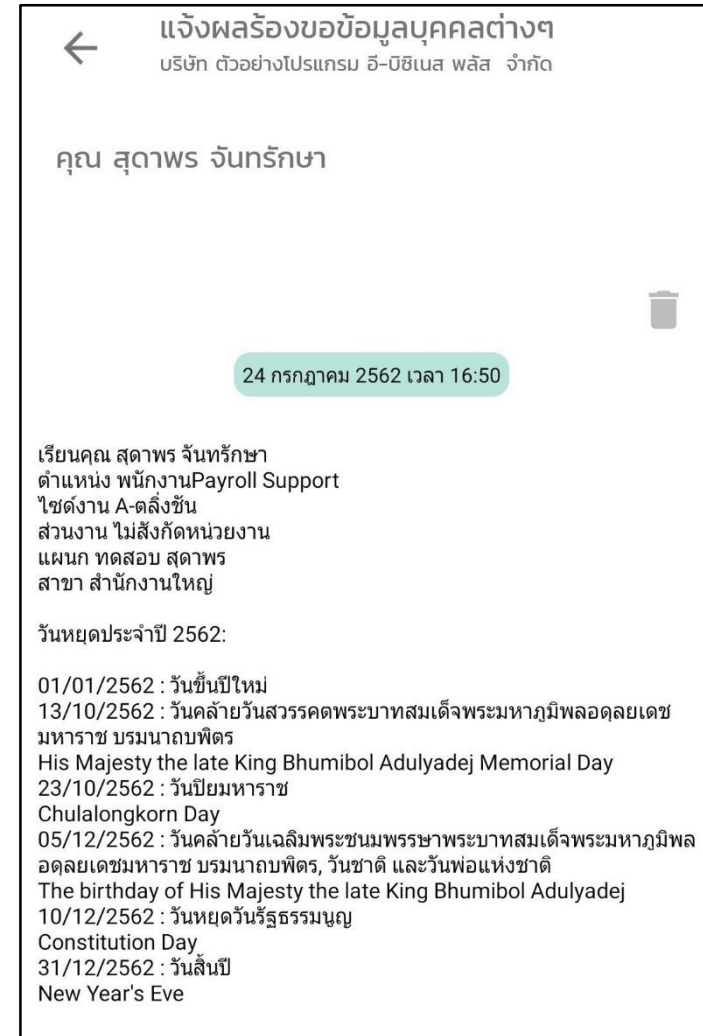 แจ้งผลร้องขอข้อมูลบุคคลต่างๆ
บริษัท ตัวอย่างโปรแกรม อี-บิซิเนส พลัส จำกัด
คุณ สุดาพร จันทรักษา
24 กรกฎาคม 2562 เวลา 16:50
เรียนคุณ สุดาพร จันทรักษา
ตำแหน่ง พนักงานPayroll Support
ไซด์งาน A-ตลิ่งชัน
ส่วนงาน ไม่สังกัดหน่วยงาน
แผนก ทดสอบ สุดาพร
สาขา สำนักงานใหญ่
วันหยุดประจำปี 2562:
01/01/2562 : วันขึ้นปีใหม่
13/10/2562 : วันคล้ายวันสวรรคตพระบาทสมเด็จพระมหาภูมิพลอดุลยเดช
มหาราช บรมนาถบพิตร
His Majesty the late King Bhumibol Adulyadej Memorial Day
23/10/2562 : วันปิยมหาราช
Chulalongkorn Day
05/12/2562 : วันคล้ายวันเฉลิมพระชนมพรรษาพระบาทสมเด็จพระมหาภูมิพล
อดุลยเดชมหาราช บรมนาถบพิตร, วันชาติ และวันพ่อแห่งชาติ
The birthday of His Majesty the late King Bhumibol Adulyadej
10/12/2562 : วันหยุดวันรัฐธรรมนูญ
Constitution Day
31/12/2562 : วันสิ้นปี
New Year's Eve